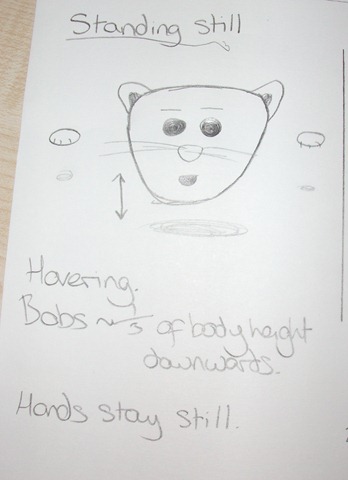 Standing still
Hovering.
Bobs ~ 1/3 of body height
downwards.
Hands stay still.